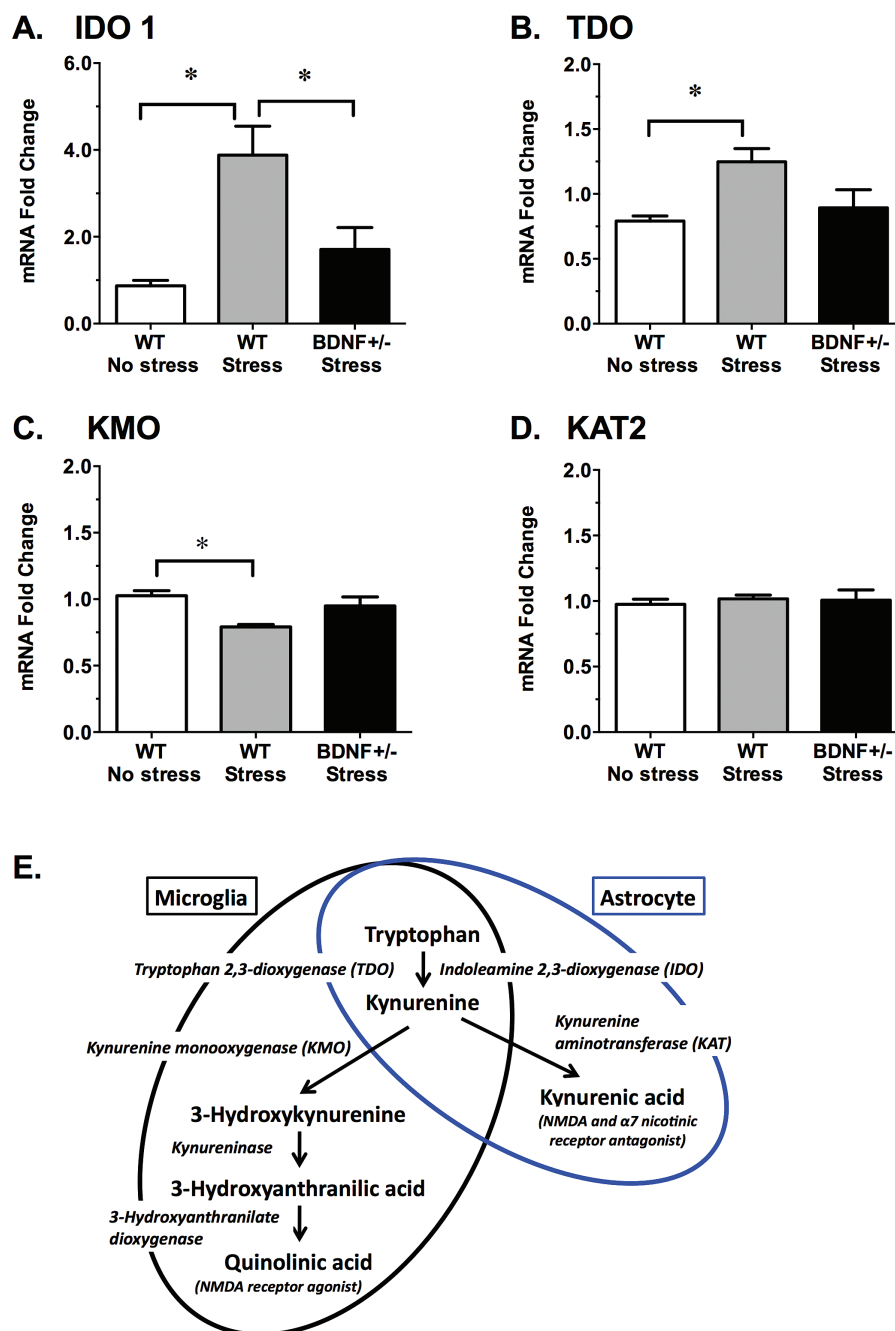 A. IDO 1
6.0
4.0
2.0
0.0
mRNA Fold Change
*
*
WT
No stress
WT
Stress
BDNF+/-
Stress
B. TDO
2.0
1.5
1.0
0.5
0.0
mRNA Fold Change
*
WT
No stress
WT
Stress
BDNF+/-
Stress
C. KMO
2.0
1.5
1.0
0.5
0.0
mRNA Fold Change
*
WT
No stress
WT
Stress
BDNF+/-
Stress
D. KAT2
2.0
1.5
1.0
0.5
0.0
mRNA Fold Change
WT
No stress
WT
Stress
BDNF+/-
Stress
E.
Microglia
Astrocyte
Tryptophan
Tryptophan 2,3-dioxygenase (TDO)
Indoleamine 2,3-dioxygenase (IDO)
Kynurenine
Kynurenine monooxygenase (KMO)
Kynurenine
aminotransferase (KAT)
3-Hydroxykynurenine
Kynurenic acid
(NMDA and α7 nicotinic
receptor antagonist)
Kynureninase
3-Hydroxyanthranilic acid
3-Hydroxyanthranilate
dioxygenase
Quinolinic acid
(NMDA receptor agonist)